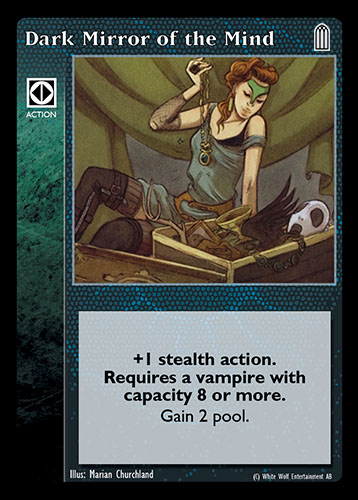 Dark Mirror of the Mind
ACTION
+1 stealth action.
Requires a vampire with
capacity 8 or more.
Gain 2 pool.
Illus: Marian Churchland
(C) White Wolf Entertainment AB